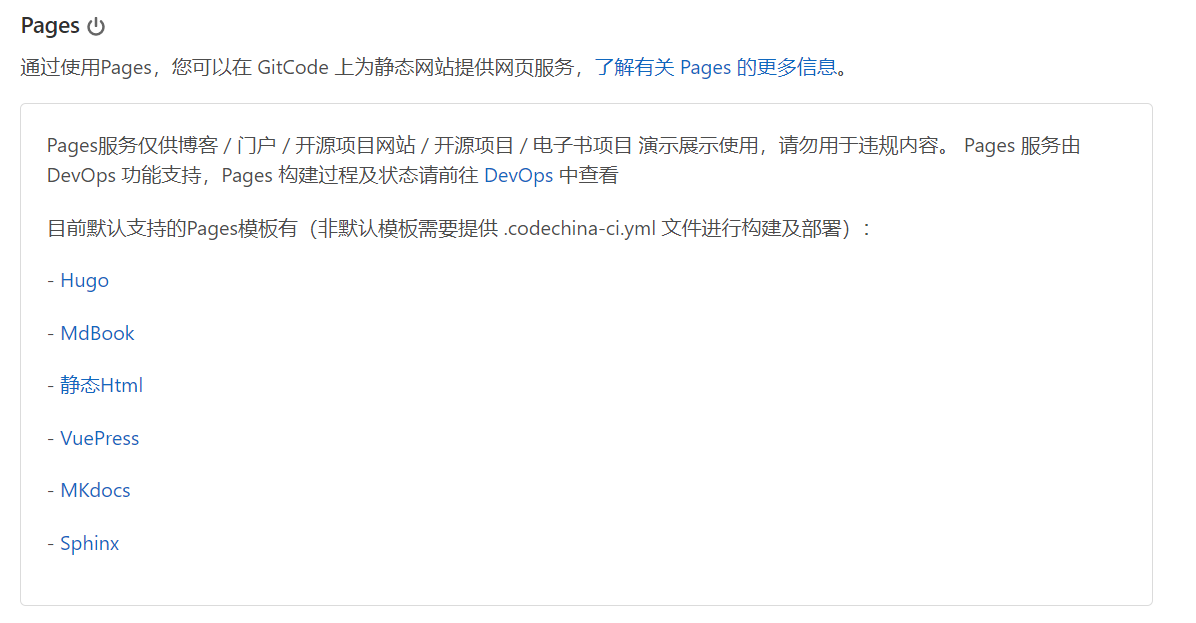 Pages
通过使用Pages，您可以在 GitCode 上为静态网站提供网页服务，了解有关 Pages 的更多信息。
Pages服务仅供博客 / 门户 / 开源项目网站 / 开源项目 / 电子书项目 演示展示使用，请勿用于违规内容。 Pages 服务由
DevOps 功能支持，Pages 构建过程及状态请前往 DevOps 中查看
目前默认支持的Pages模板有（非默认模板需要提供 .codechina-ci.yml 文件进行构建及部署）：
- Hugo
- MdBook
- 静态Html
- VuePress
- MKdocs
- Sphinx